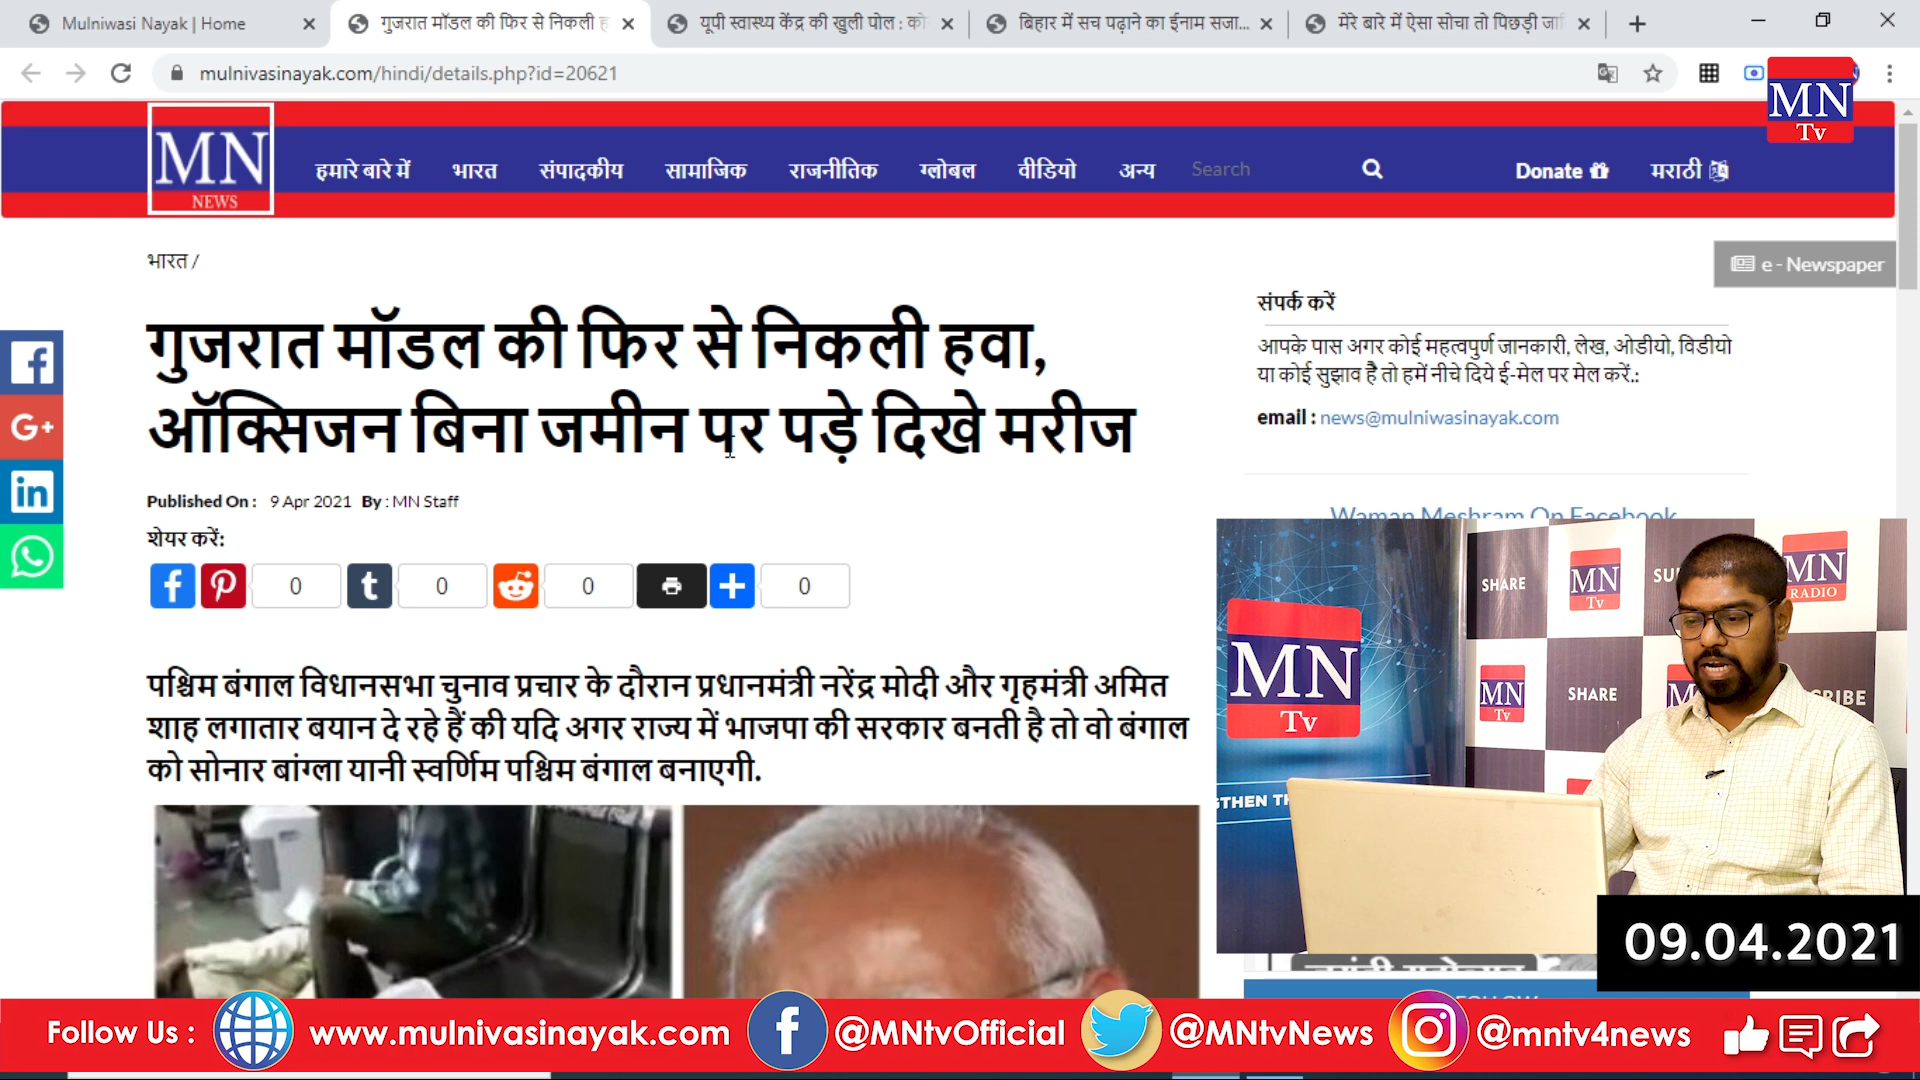 Mulniwasi Nayak | Home
गुजरात मॉडल की फिर से निकली ह
यूपी स्वास्थ्य केंद्र की खुली पोल : को
बिहार में सच पढ़ाने का ईनाम सजा...
मेरे बारे में ऐसा सोचा तो पिछड़ी जा
mulnivasinayak.com/hindi/details.php?id=20621
MN
Tv
MN
NEWS
हमारे बारे में
भारत
संपादकीय
सामाजिक
राजनीतिक
ग्लोबल
वीडियो
अन्य
Search
Donate
मराठी
भारत /
e - Newspaper
गुजरात मॉडल की फिर से निकली हवा,
ऑक्सिजन बिना जमीन पर पड़े दिखे मरीज
संपर्क करें
आपके पास अगर कोई महत्वपुर्ण जानकारी, लेख, ओडीयो, विडीयो
या कोई सुझाव है तो हमें नीचे दिये ई-मेल पर मेल करें.:
email : news@mulniwasinayak.com
Published On : 9 Apr 2021 By : MN Staff
शेयर करें:
0
0
0
0
Waman Meshram On Facebook
पश्चिम बंगाल विधानसभा चुनाव प्रचार के दौरान प्रधानमंत्री नरेंद्र मोदी और गृहमंत्री अमित
शाह लगातार बयान दे रहे हैं की यदि अगर राज्य में भाजपा की सरकार बनती है तो वो बंगाल
को सोनार बांग्ला यानी स्वर्णिम पश्चिम बंगाल बनाएगी.
SHARE
MN
Tv
MN
RADIO
MN
Tv
MN
Tv
SHARE
09.04.2021
Follow Us :
www.mulnivasinayak.com
@MNtvOfficial
@MNtvNews
@mntv4news